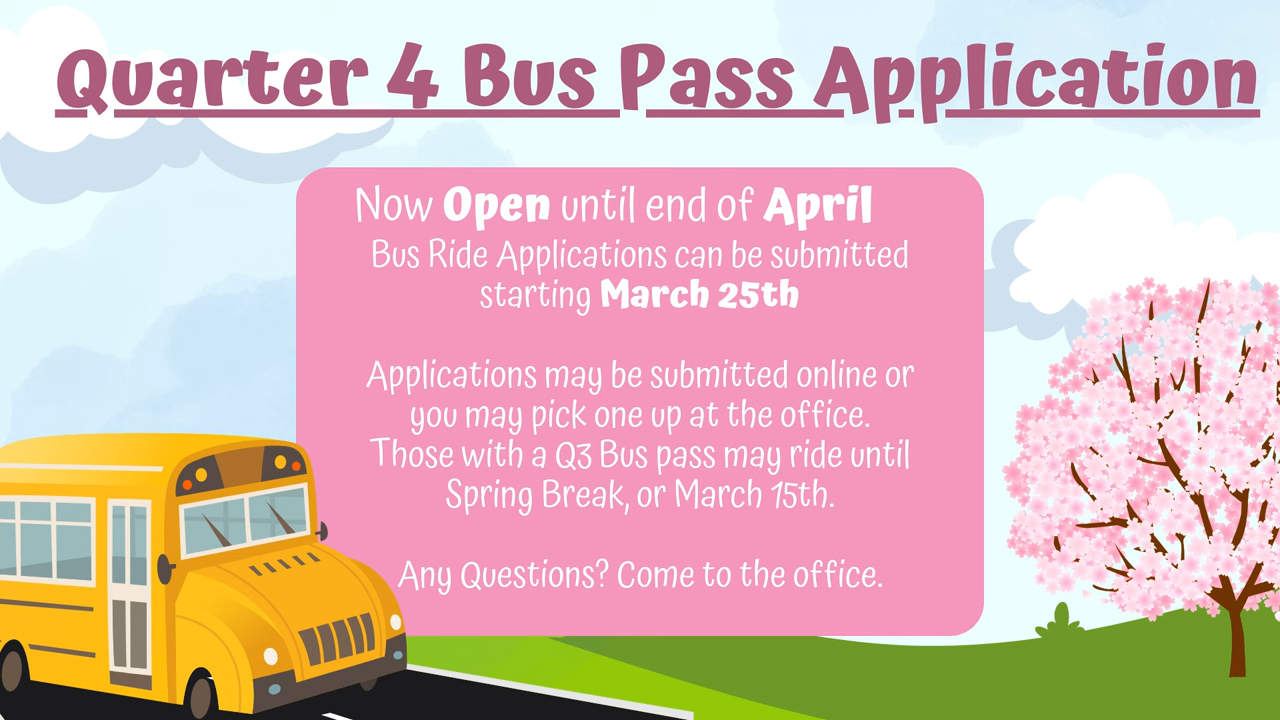 Quarter 4 Bus Pass Application
Now Open until end of April
Bus Ride Applications can be submitted
starting March 25th
Applications may be submitted online or
you may pick one up at the office.
Those with a Q3 Bus pass may ride until
Spring Break, or March 15th.
Any Questions? Come to the office.